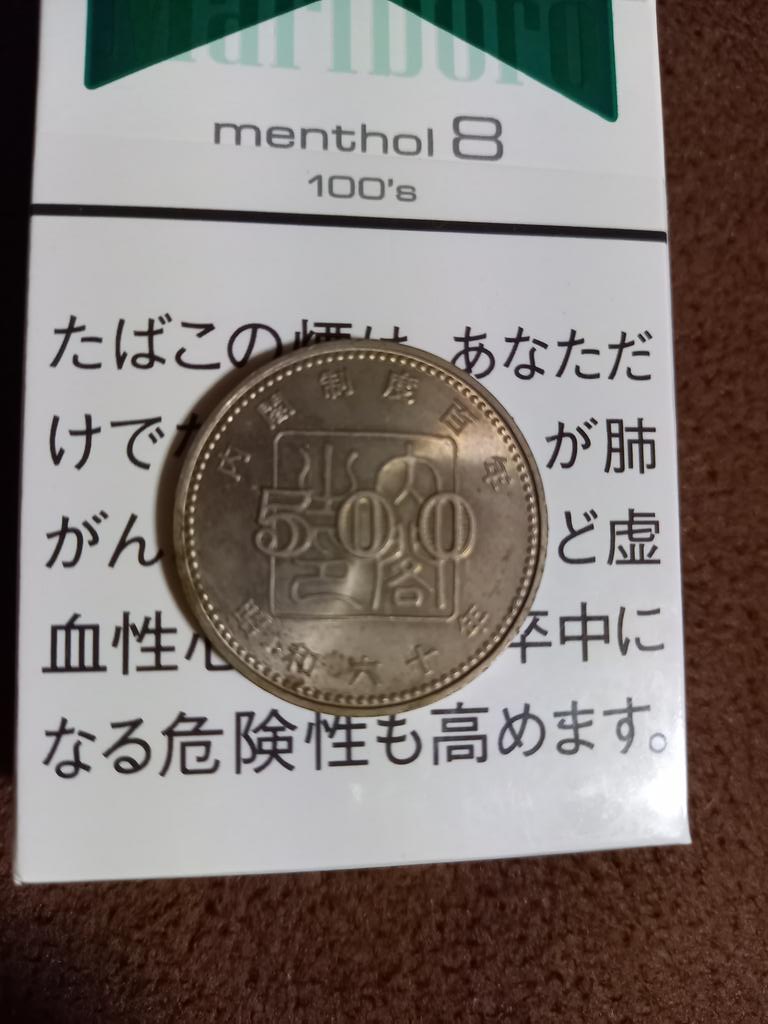 Marlboro
menthol 8
100's
たばこの煙は、あなただ
けで が肺
がん ど虚
血性心 卒中に
なる危険性も高めます。
内閣制度百年
500
昭和六十年